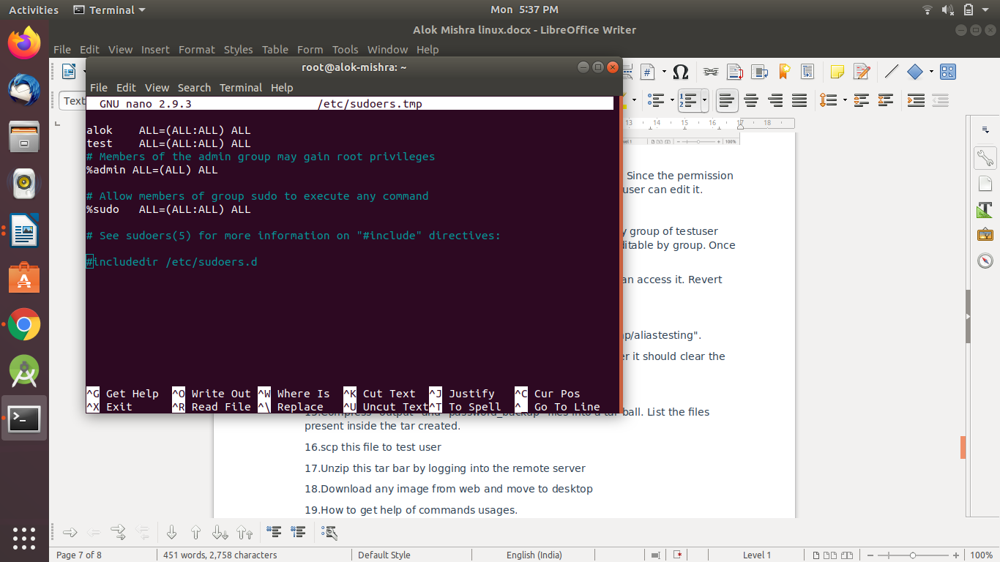 Activities Terminal Mon 5:37 PM
Alok Mishra linux.docx - LibreOffice Writer
File Edit View Insert Format Styles Table Form Tools Window Help
root@alok-mishra: ~
File Edit View Search Terminal Help
Text
GNU nano 2.9.3 /etc/sudoers.tmp
alok ALL=(ALL:ALL) ALL
test ALL=(ALL:ALL) ALL
# Members of the admin group may gain root privileges
%admin ALL=(ALL) ALL
# Allow members of group sudo to execute any command
%sudo ALL=(ALL:ALL) ALL
# See sudoers(5) for more information on "#include" directives:
#includedir /etc/sudoers.d
^G Get Help ^O Write Out ^W Where Is ^K Cut Text ^J Justify ^C Cur Pos
^X Exit ^R Read File ^\ Replace ^U Uncut Text ^T To Spell ^_ Go To Line
13 14 15 16 17 18
100%
Since the permission
user can edit it.
y group of testuser
ditable by group. Once
an access it. Revert
np/aliastesting".
er it should clear the
ball. List the files
present inside the tar created.
16.scp this file to test user
17.Unzip this tar bar by logging into the remote server
18.Download any image from web and move to desktop
19.How to get help of commands usages.
Page 7 of 8 451 words, 2,758 characters Default Style English (India) Level 1 100%